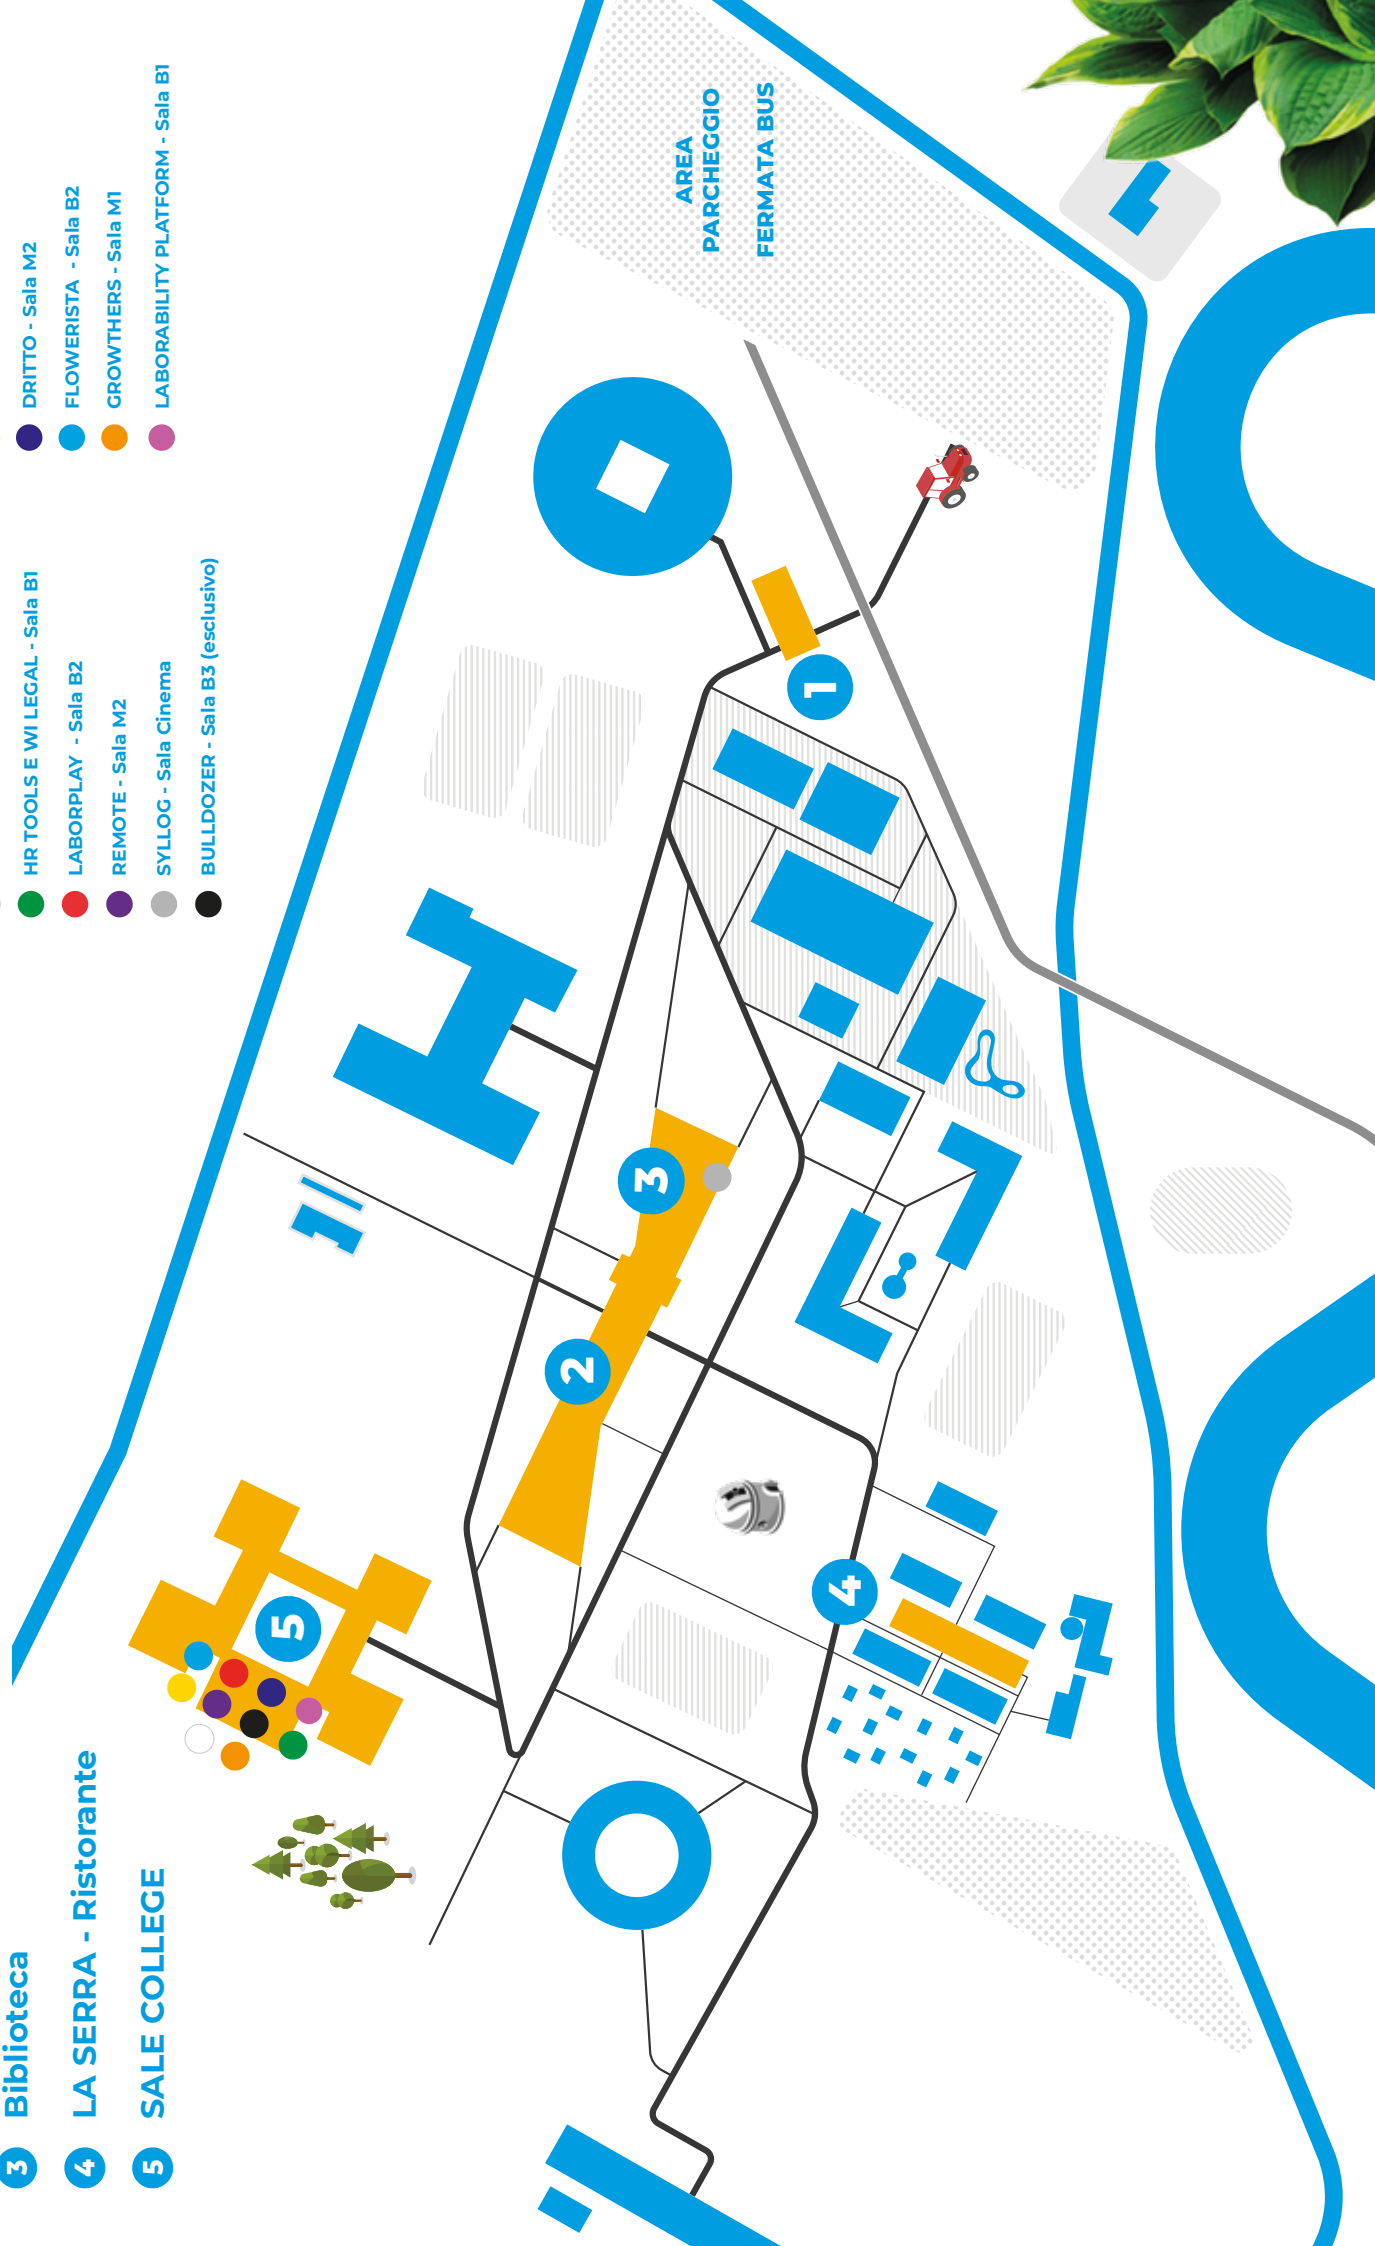 3 Biblioteca
4 LA SERRA - Ristorante
5 SALE COLLEGE
HR TOOLS E WI LEGAL - Sala B1
LABORPLAY - Sala B2
REMOTE - Sala M2
SYLLOG - Sala Cinema
BULLDOZER - Sala B3 (esclusivo)
DRITTO - Sala M2
FLOWERISTA - Sala B2
GROWTHERS - Sala M1
LABORABILITY PLATFORM - Sala B1
5
2
3
4
1
AREA
PARCHEGGIO
FERMATA BUS